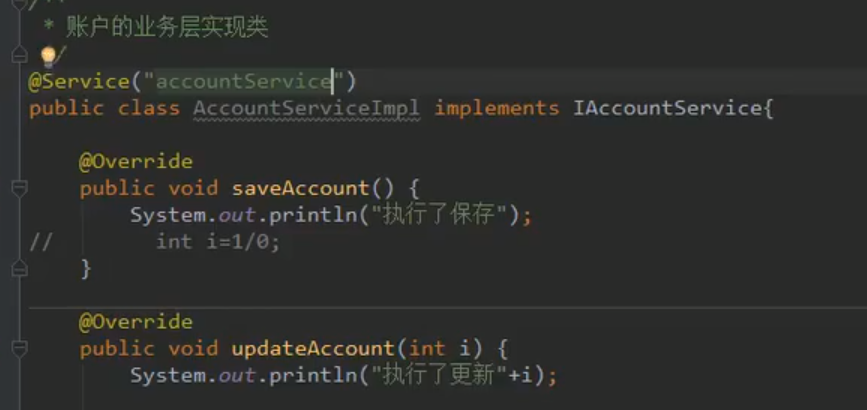 /**
* 账户的业务层实现类
*/
@Service("accountService")
public class AccountServiceImpl implements IAccountService{
@Override
public void saveAccount() {
System.out.println("执行了保存");
// int i=1/0;
}
@Override
public void updateAccount(int i) {
System.out.println("执行了更新"+i);